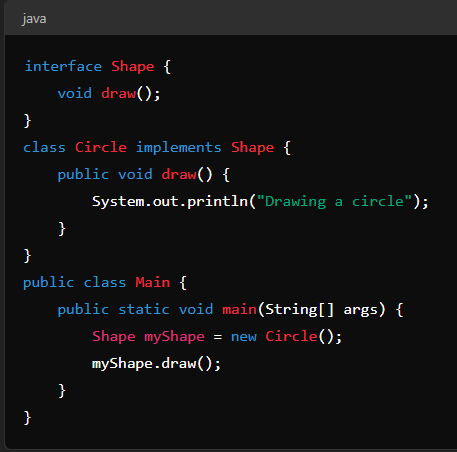 java
interface Shape {
    void draw();
}
class Circle implements Shape {
    public void draw() {
        System.out.println("Drawing a circle");
    }
}
public class Main {
    public static void main(String[] args) {
        Shape myShape = new Circle();
        myShape.draw();
    }
}